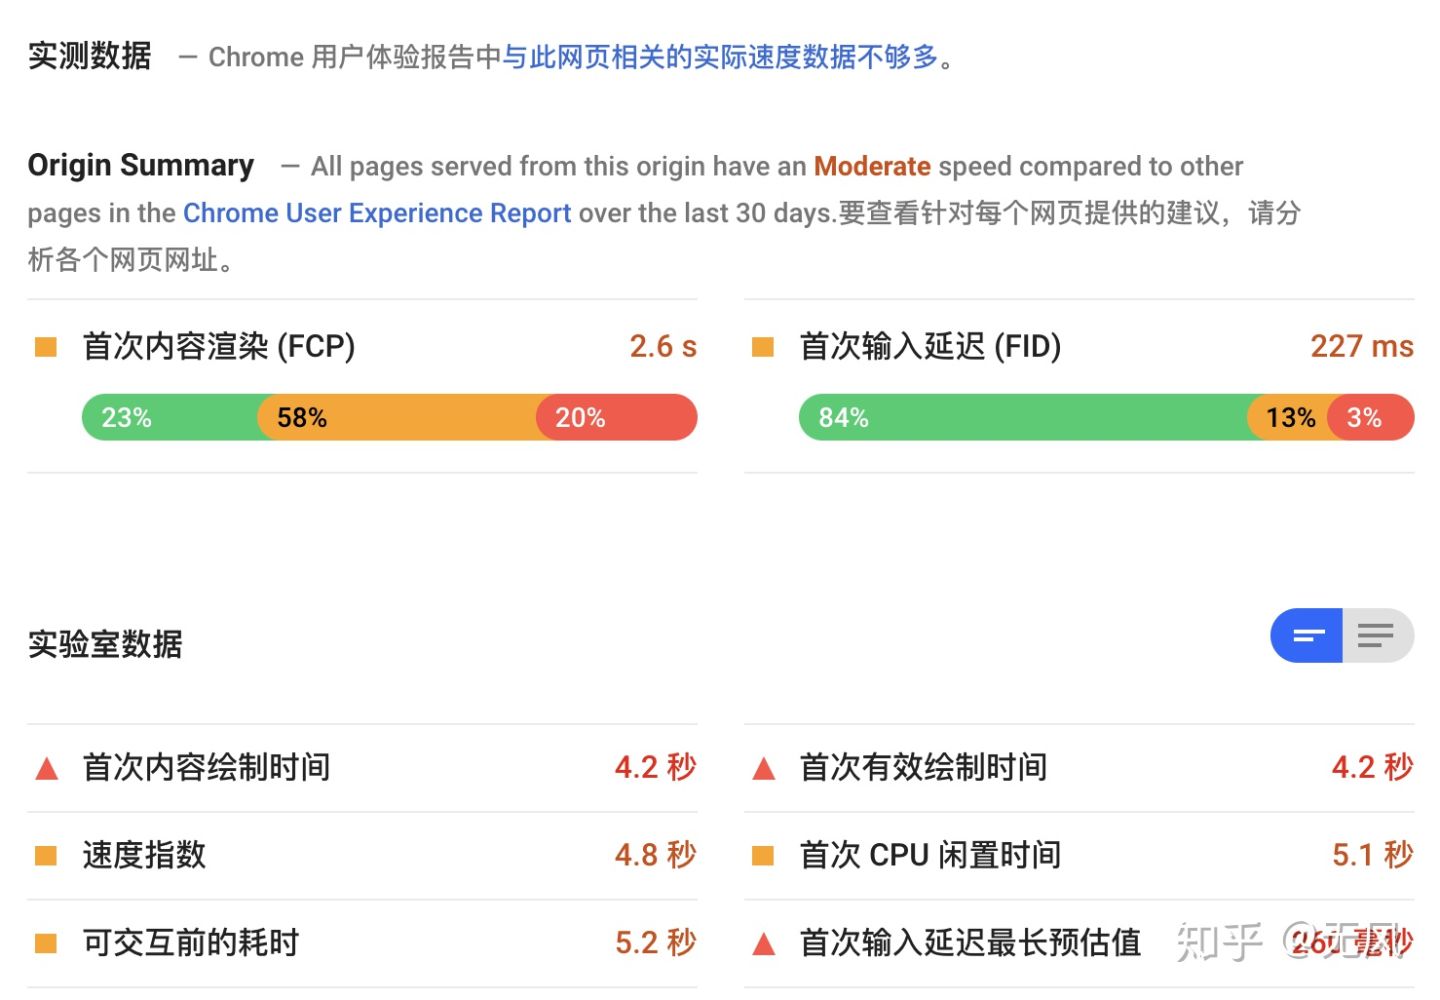 实测数据 — Chrome 用户体验报告中与此网页相关的实际速度数据不够多。
Origin Summary — All pages served from this origin have an Moderate speed compared to other
pages in the Chrome User Experience Report over the last 30 days.要查看针对每个网页提供的建议，请分
析各个网页网址。
首次内容渲染 (FCP) 2.6 s
23% 58% 20%
首次输入延迟 (FID) 227 ms
84% 13% 3%
实验室数据
首次内容绘制时间 4.2 秒
首次有效绘制时间 4.2 秒
速度指数 4.8 秒
首次 CPU 闲置时间 5.1 秒
可交互前的耗时 5.2 秒
首次输入延迟最长预估值 260 毫秒
知乎 @无风